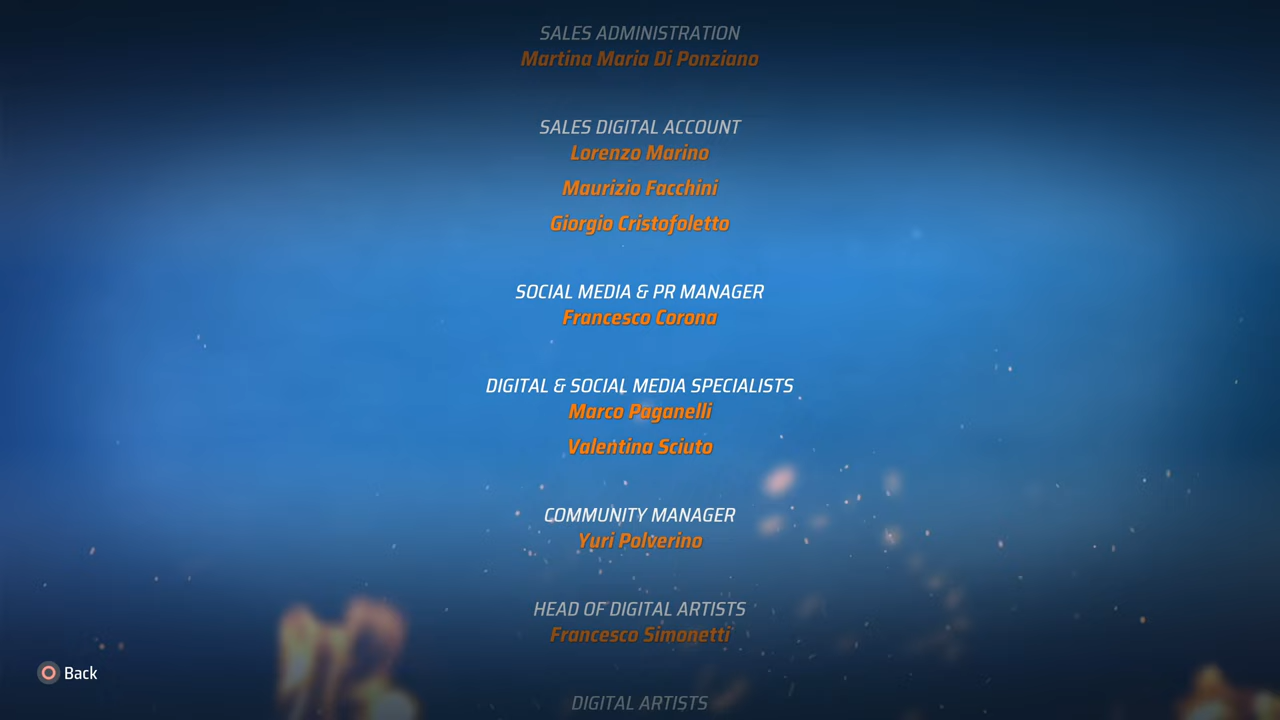 SALES ADMINISTRATION
Martina Maria Di Ponziano
SALES DIGITAL ACCOUNT
Lorenzo Marino
Maurizio Facchini
Giorgio Cristofoletto
SOCIAL MEDIA & PR MANAGER
Francesco Corona
DIGITAL & SOCIAL MEDIA SPECIALISTS
Marco Paganelli
Valentina Sciuto
COMMUNITY MANAGER
Yuri Polverino
HEAD OF DIGITAL ARTISTS
Francesco Simonetti
Back
DIGITAL ARTISTS